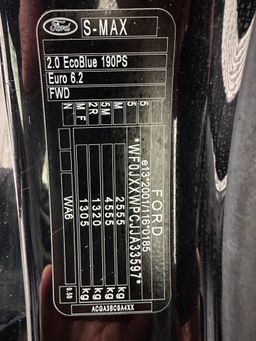 Ford
S-MAX
2.0 EcoBlue 190PS
Euro 6.2
FWD
FORD
e13*2001/116*0185
*WF0JXXWPCJJA33597*
2555 kg
4555 kg
1320 kg
1305 kg
WA6
ACGA3BCSA4XX